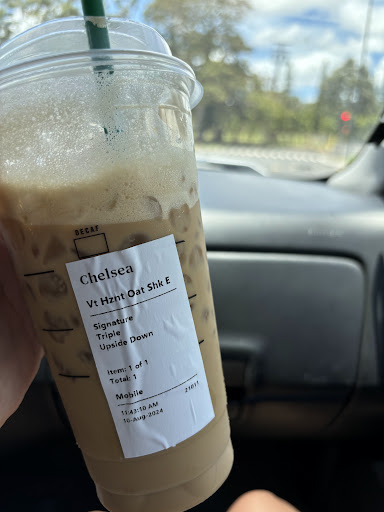 DECAF
Chelsea
Vt Hznt Oat Shk E
Signature
Triple
Upside Down
Item: 1 of 1
Total: 1
Mobile 21011
11:43:10 AM
10-Aug-2024